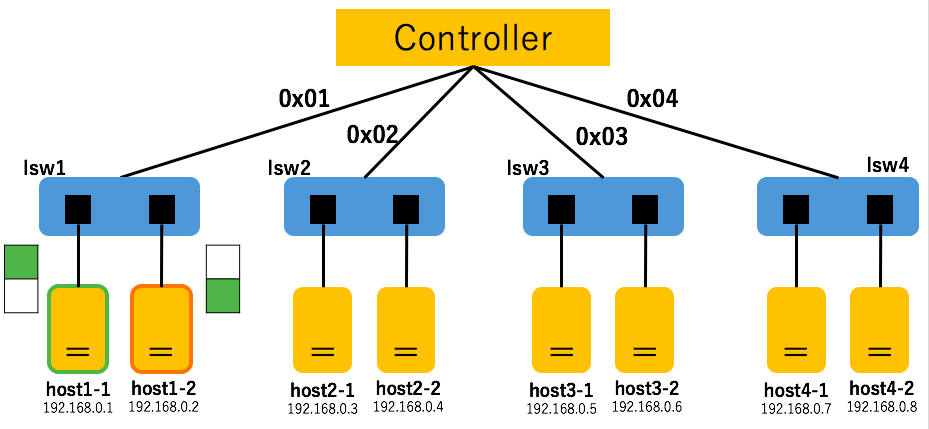 Controller
0x01
0x04
0x02
0x03
lsw1
lsw2
lsw3
lsw4
host1-1
192.168.0.1
host1-2
192.168.0.2
host2-1
192.168.0.3
host2-2
192.168.0.4
host3-1
192.168.0.5
host3-2
192.168.0.6
host4-1
192.168.0.7
host4-2
192.168.0.8